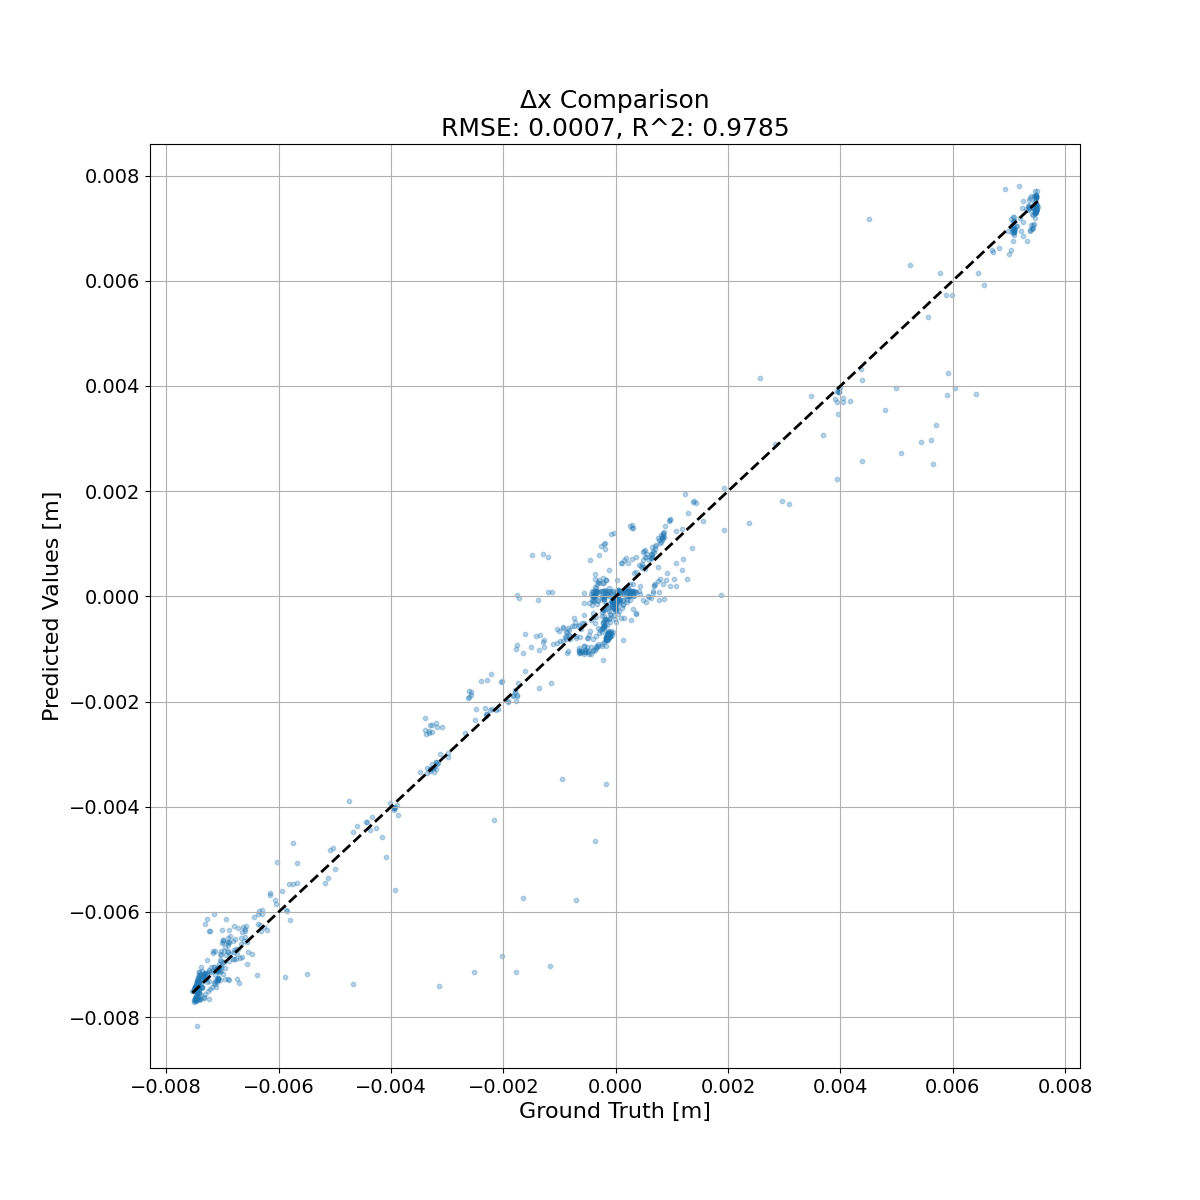 Δx Comparison
RMSE: 0.0007, R^2: 0.9785
0.008
0.006
0.004
0.002
0.000
−0.002
−0.004
−0.006
−0.008
Predicted Values [m]
−0.008 −0.006 −0.004 −0.002 0.000 0.002 0.004 0.006 0.008
Ground Truth [m]